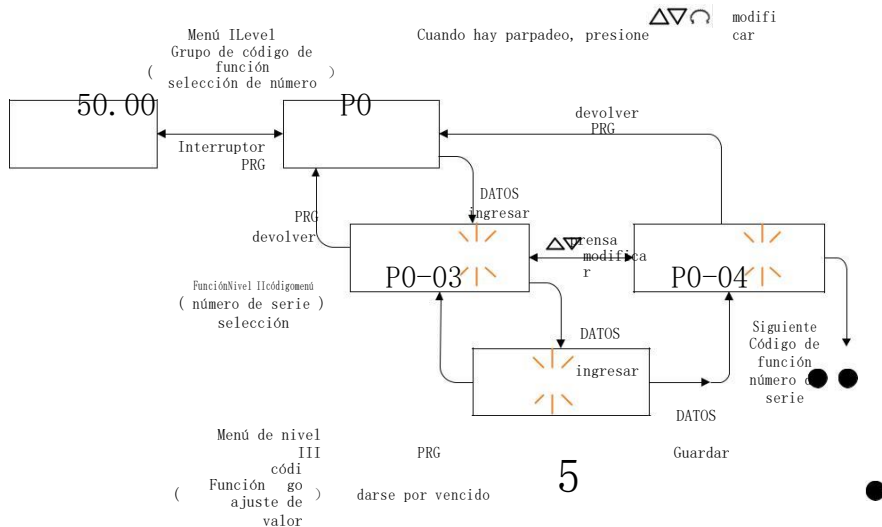 Cuando hay parpadeo, presione
modifi
car
Menú ILevel
Grupo de código de
función
( selección de número )
50.00
P0
Interruptor
PRG
devolver
PRG
DATOS
ingresar
PRG
devolver
prensa
modifica
r
P0-03
P0-04
FunciónNivel IIcódigomenú
( número de serie )
selección
DATOS
ingresar
Siguiente
Código de
función
número de
serie
DATOS
Menú de nivel
III
PRG
Guardar
códi
Función go
( ajuste de )
valor
darse por vencido
5